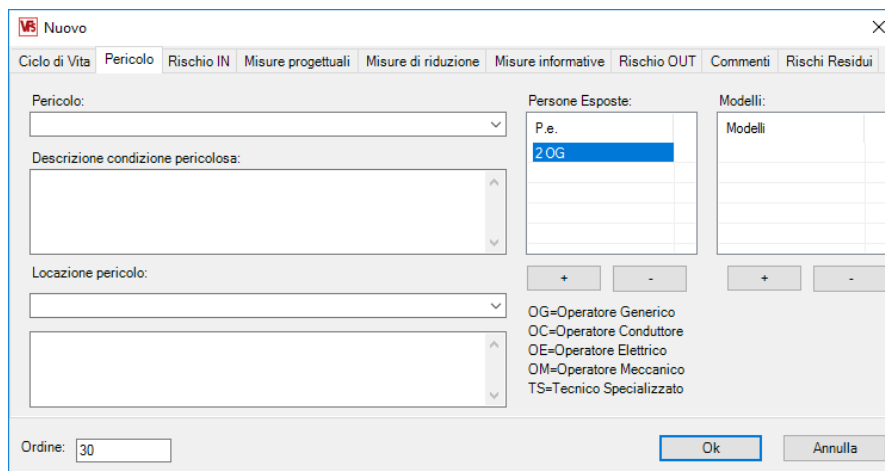 VFs Nuovo
Ciclo di Vita Pericolo Rischio IN Misure progettuali Misure di riduzione Misure informative Rischio OUT Commenti Rischi Residui
Pericolo:
Descrizione condizione pericolosa:
Locazione pericolo:
Persone Esposte:
P.e.
2 OG
+ -
Modelli:
Modelli
+ -
OG=Operatore Generico
OC=Operatore Conduttore
OE=Operatore Elettrico
OM=Operatore Meccanico
TS=Tecnico Specializzato
Ordine: 30
Ok Annulla